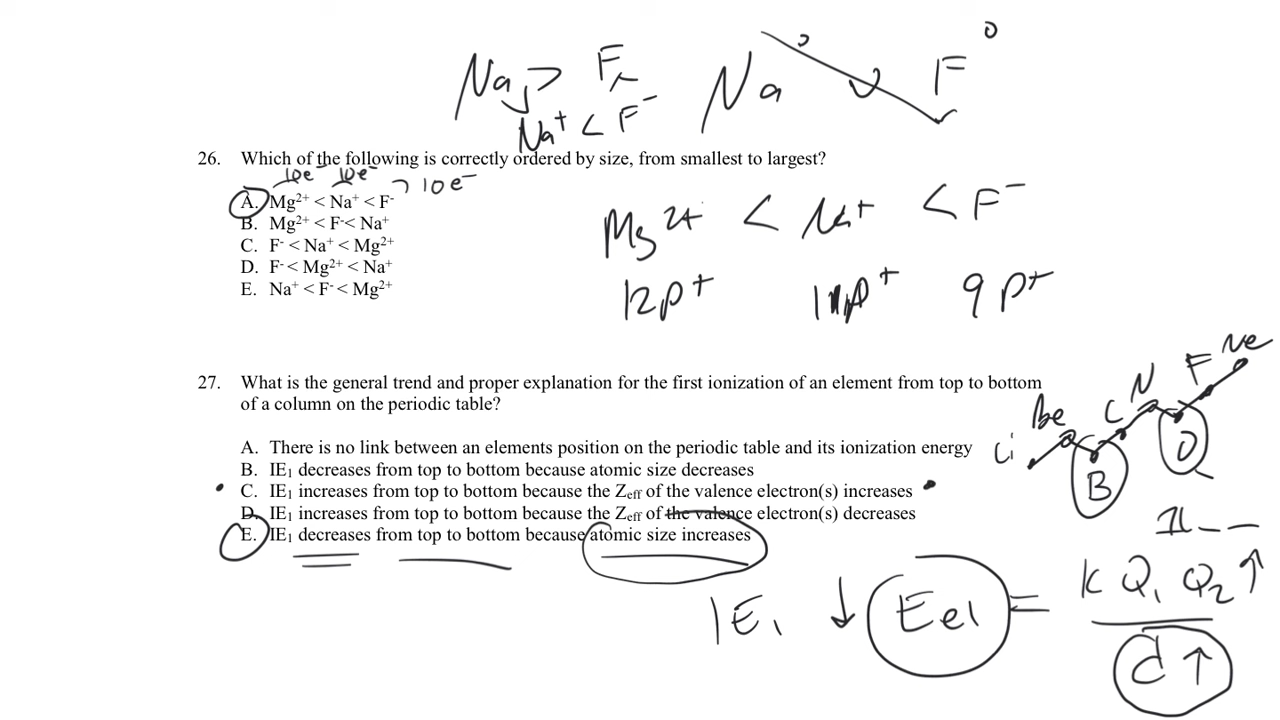 Na > F Na⁰ F⁰
Na⁺ < F⁻
26. Which of the following is correctly ordered by size, from smallest to largest?
10e⁻ 10e⁻ 10e⁻
A. Mg²⁺ < Na⁺ < F⁻
B. Mg²⁺ < F⁻< Na⁺
C. F⁻ < Na⁺ < Mg²⁺
D. F⁻ < Mg²⁺ < Na⁺
E. Na⁺ < F⁻ < Mg²⁺
Mg²⁺ < Na⁺ < F⁻
12p⁺ 11p⁺ 9p⁺
27. What is the general trend and proper explanation for the first ionization of an element from top to bottom
of a column on the periodic table?
A. There is no link between an elements position on the periodic table and its ionization energy
B. IE₁ decreases from top to bottom because atomic size decreases
C. IE₁ increases from top to bottom because the Zeff of the valence electron(s) increases
D. IE₁ increases from top to bottom because the Zeff of the valence electron(s) decreases
E. IE₁ decreases from top to bottom because atomic size increases
Li Be B C N O F Ne
IE₁ ↓ Eel = k Q₁ Q₂ ↑
d ↑